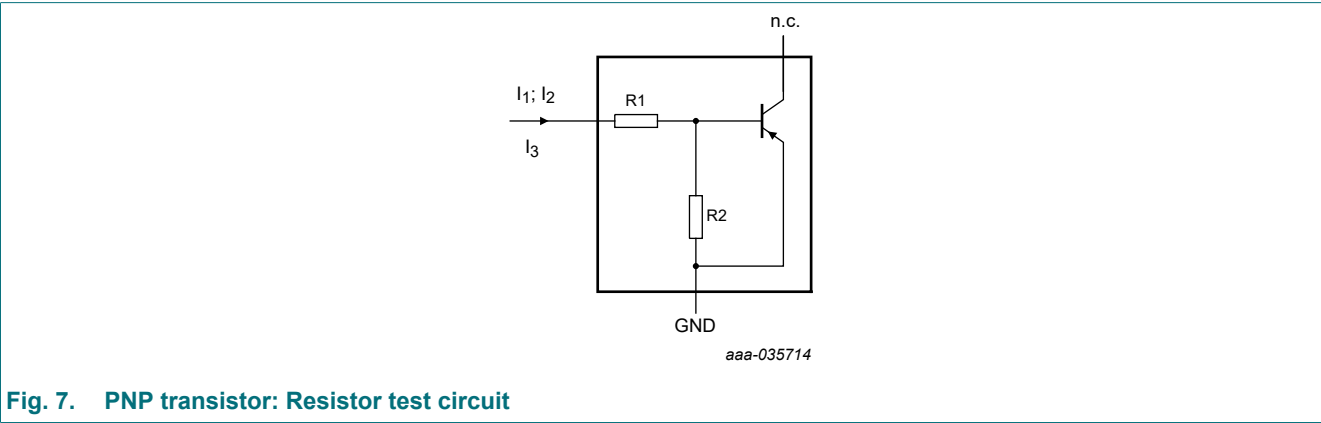 n.c.
I1; I2
R1
I3
R2
GND
aaa-035714
Fig. 7. PNP transistor: Resistor test circuit